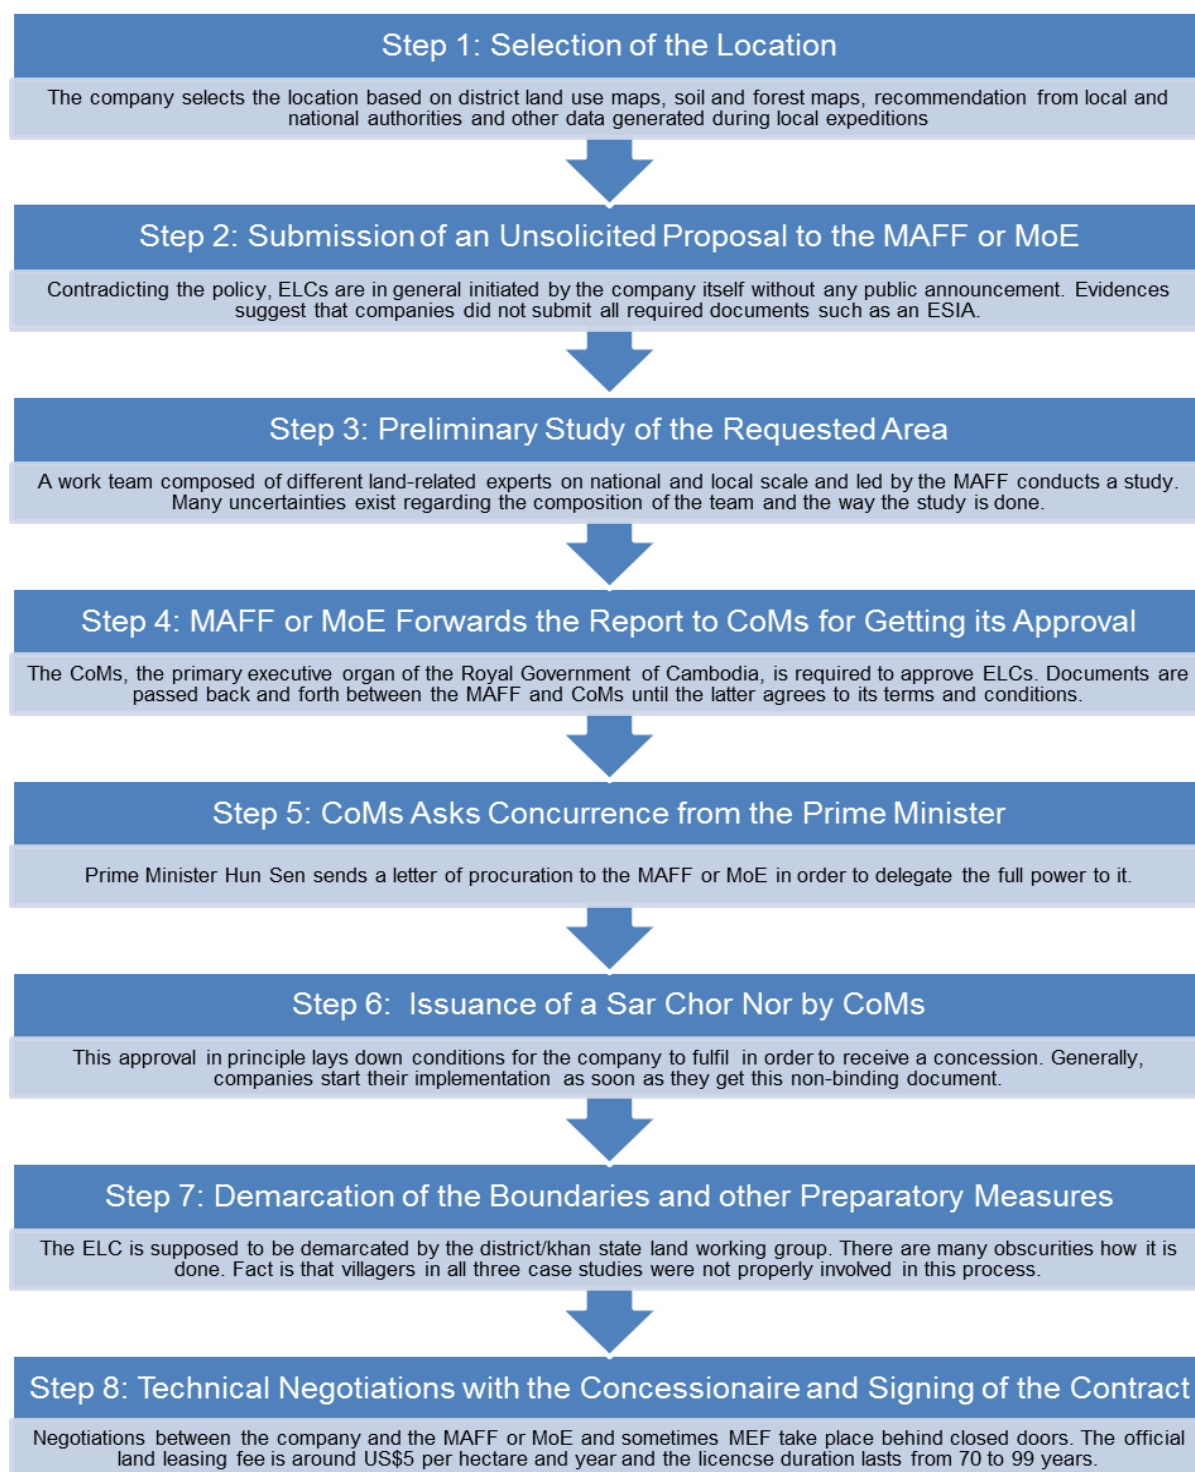 Step 1: Selection of the Location
The company selects the location based on district land use maps, soil and forest maps, recommendation from local and
national authorities and other data generated during local expeditions
Step 2: Submission of an Unsolicited Proposal to the MAFF or MoE
Contradicting the policy, ELCs are in general initiated by the company itself without any public announcement. Evidences
suggest that companies did not submit all required documents such as an ESIA.
Step 3: Preliminary Study of the Requested Area
A work team composed of different land-related experts on national and local scale and led by the MAFF conducts a study.
Many uncertainties exist regarding the composition of the team and the way the study is done.
Step 4: MAFF or MoE Forwards the Report to CoMs for Getting its Approval
The CoMs, the primary executive organ of the Royal Government of Cambodia, is required to approve ELCs. Documents are
passed back and forth between the MAFF and CoMs until the latter agrees to its terms and conditions.
Step 5: CoMs Asks Concurrence from the Prime Minister
Prime Minister Hun Sen sends a letter of procuration to the MAFF or MoE in order to delegate the full power to it.
Step 6: Issuance of a Sar Chor Nor by CoMs
This approval in principle lays down conditions for the company to fulfil in order to receive a concession. Generally,
companies start their implementation as soon as they get this non-binding document.
Step 7: Demarcation of the Boundaries and other Preparatory Measures
The ELC is supposed to be demarcated by the district/khan state land working group. There are many obscurities how it is
done. Fact is that villagers in all three case studies were not properly involved in this process.
Step 8: Technical Negotiations with the Concessionaire and Signing of the Contract
Negotiations between the company and the MAFF or MoE and sometimes MEF take place behind closed doors. The official
land leasing fee is around US$5 per hectare and year and the licencse duration lasts from 70 to 99 years.